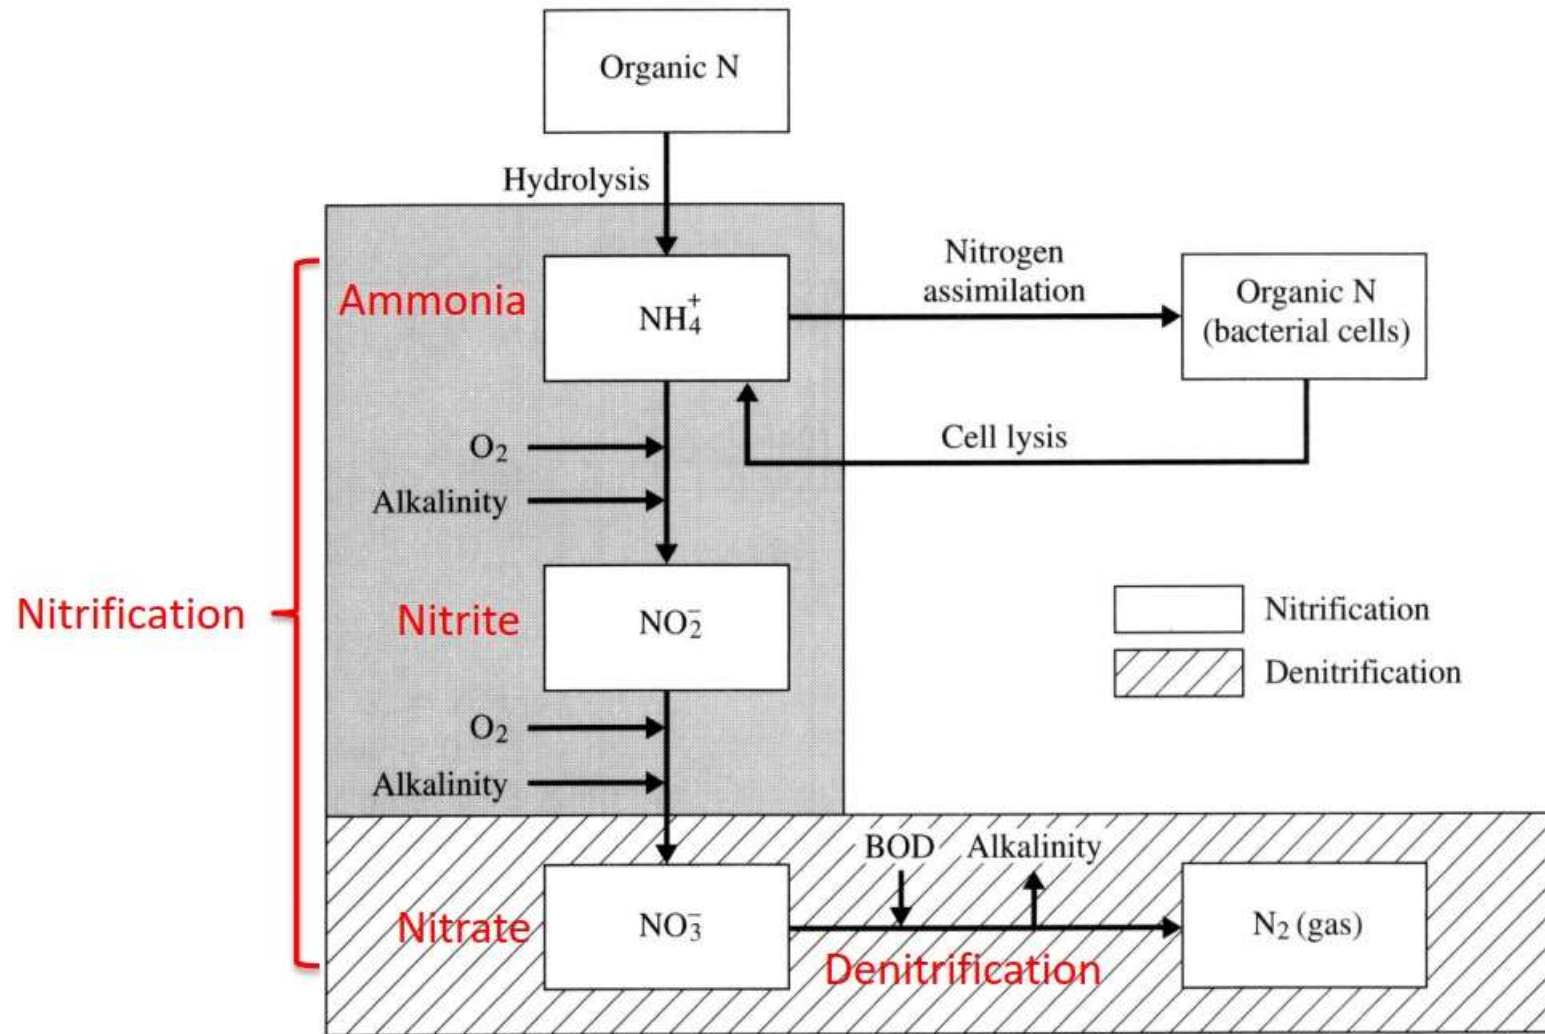 Organic N
Hydrolysis
Ammonia
NH₄⁺
Nitrogen
assimilation
Organic N
(bacterial cells)
O₂
Cell lysis
Alkalinity
Nitrification
Nitrite
NO₂⁻
Nitrification
Denitrification
O₂
Alkalinity
BOD
Alkalinity
Nitrate
NO₃⁻
N₂ (gas)
Denitrification